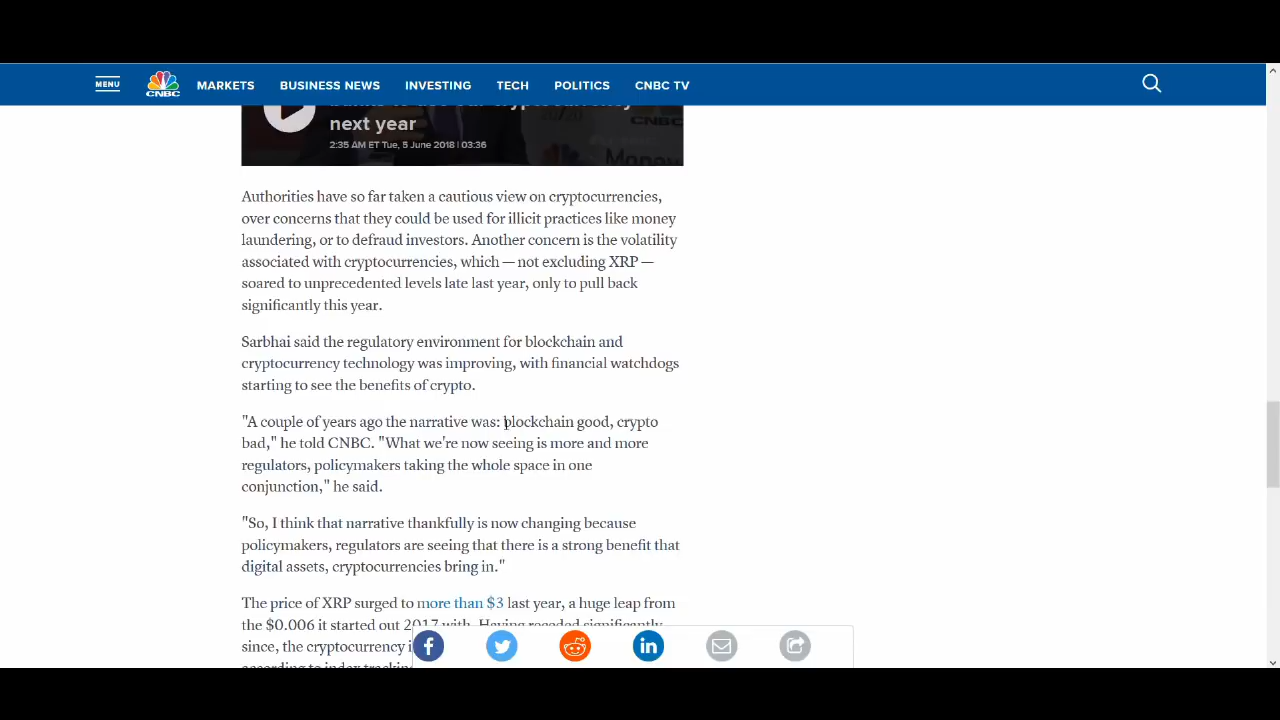 MENU
CNBC
MARKETS BUSINESS NEWS INVESTING TECH POLITICS CNBC TV
next year
2:35 AM ET Tue, 5 June 2018 | 03:36
CNBC
Money
Authorities have so far taken a cautious view on cryptocurrencies,
over concerns that they could be used for illicit practices like money
laundering, or to defraud investors. Another concern is the volatility
associated with cryptocurrencies, which — not excluding XRP —
soared to unprecedented levels late last year, only to pull back
significantly this year.
Sarbhai said the regulatory environment for blockchain and
cryptocurrency technology was improving, with financial watchdogs
starting to see the benefits of crypto.
"A couple of years ago the narrative was: blockchain good, crypto
bad," he told CNBC. "What we're now seeing is more and more
regulators, policymakers taking the whole space in one
conjunction," he said.
"So, I think that narrative thankfully is now changing because
policymakers, regulators are seeing that there is a strong benefit that
digital assets, cryptocurrencies bring in."
The price of XRP surged to more than $3 last year, a huge leap from
the $0.006 it started out 2017 with. Having receded significantly
since, the cryptocurrency
according to index